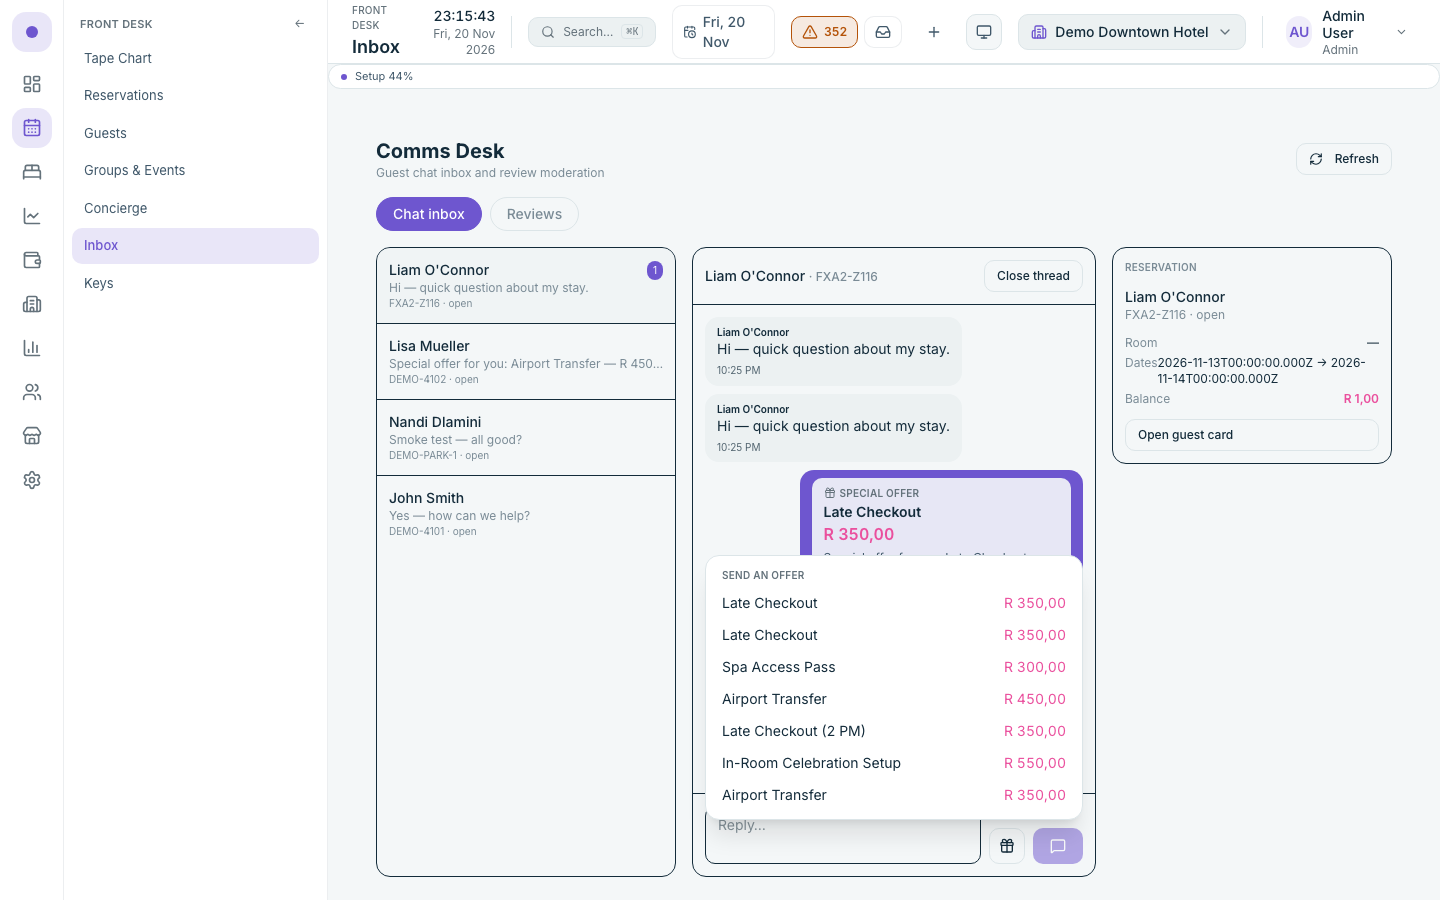 FRONT DESK
Tape Chart
Reservations
Guests
Groups & Events
Concierge
Inbox
Keys
FRONT
DESK
Inbox
23:15:43
Fri, 20 Nov
2026
Search... ⌘K
Fri, 20
Nov
352
Demo Downtown Hotel
AU
Admin
User
Admin
Setup 44%
Comms Desk
Guest chat inbox and review moderation
Refresh
Chat inbox
Reviews
Liam O'Connor
1
Hi — quick question about my stay.
FXA2-Z116 · open
Lisa Mueller
Special offer for you: Airport Transfer — R 450...
DEMO-4102 · open
Nandi Dlamini
Smoke test — all good?
DEMO-PARK-1 · open
John Smith
Yes — how can we help?
DEMO-4101 · open
Liam O'Connor · FXA2-Z116
Close thread
Liam O'Connor
Hi — quick question about my stay.
10:25 PM
Liam O'Connor
Hi — quick question about my stay.
10:25 PM
SPECIAL OFFER
Late Checkout
R 350,00
SEND AN OFFER
Late Checkout R 350,00
Late Checkout R 350,00
Spa Access Pass R 300,00
Airport Transfer R 450,00
Late Checkout (2 PM) R 350,00
In-Room Celebration Setup R 550,00
Airport Transfer R 350,00
Reply...
RESERVATION
Liam O'Connor
FXA2-Z116 · open
Room —
Dates 2026-11-13T00:00:00.000Z → 2026-
11-14T00:00:00.000Z
Balance R 1,00
Open guest card